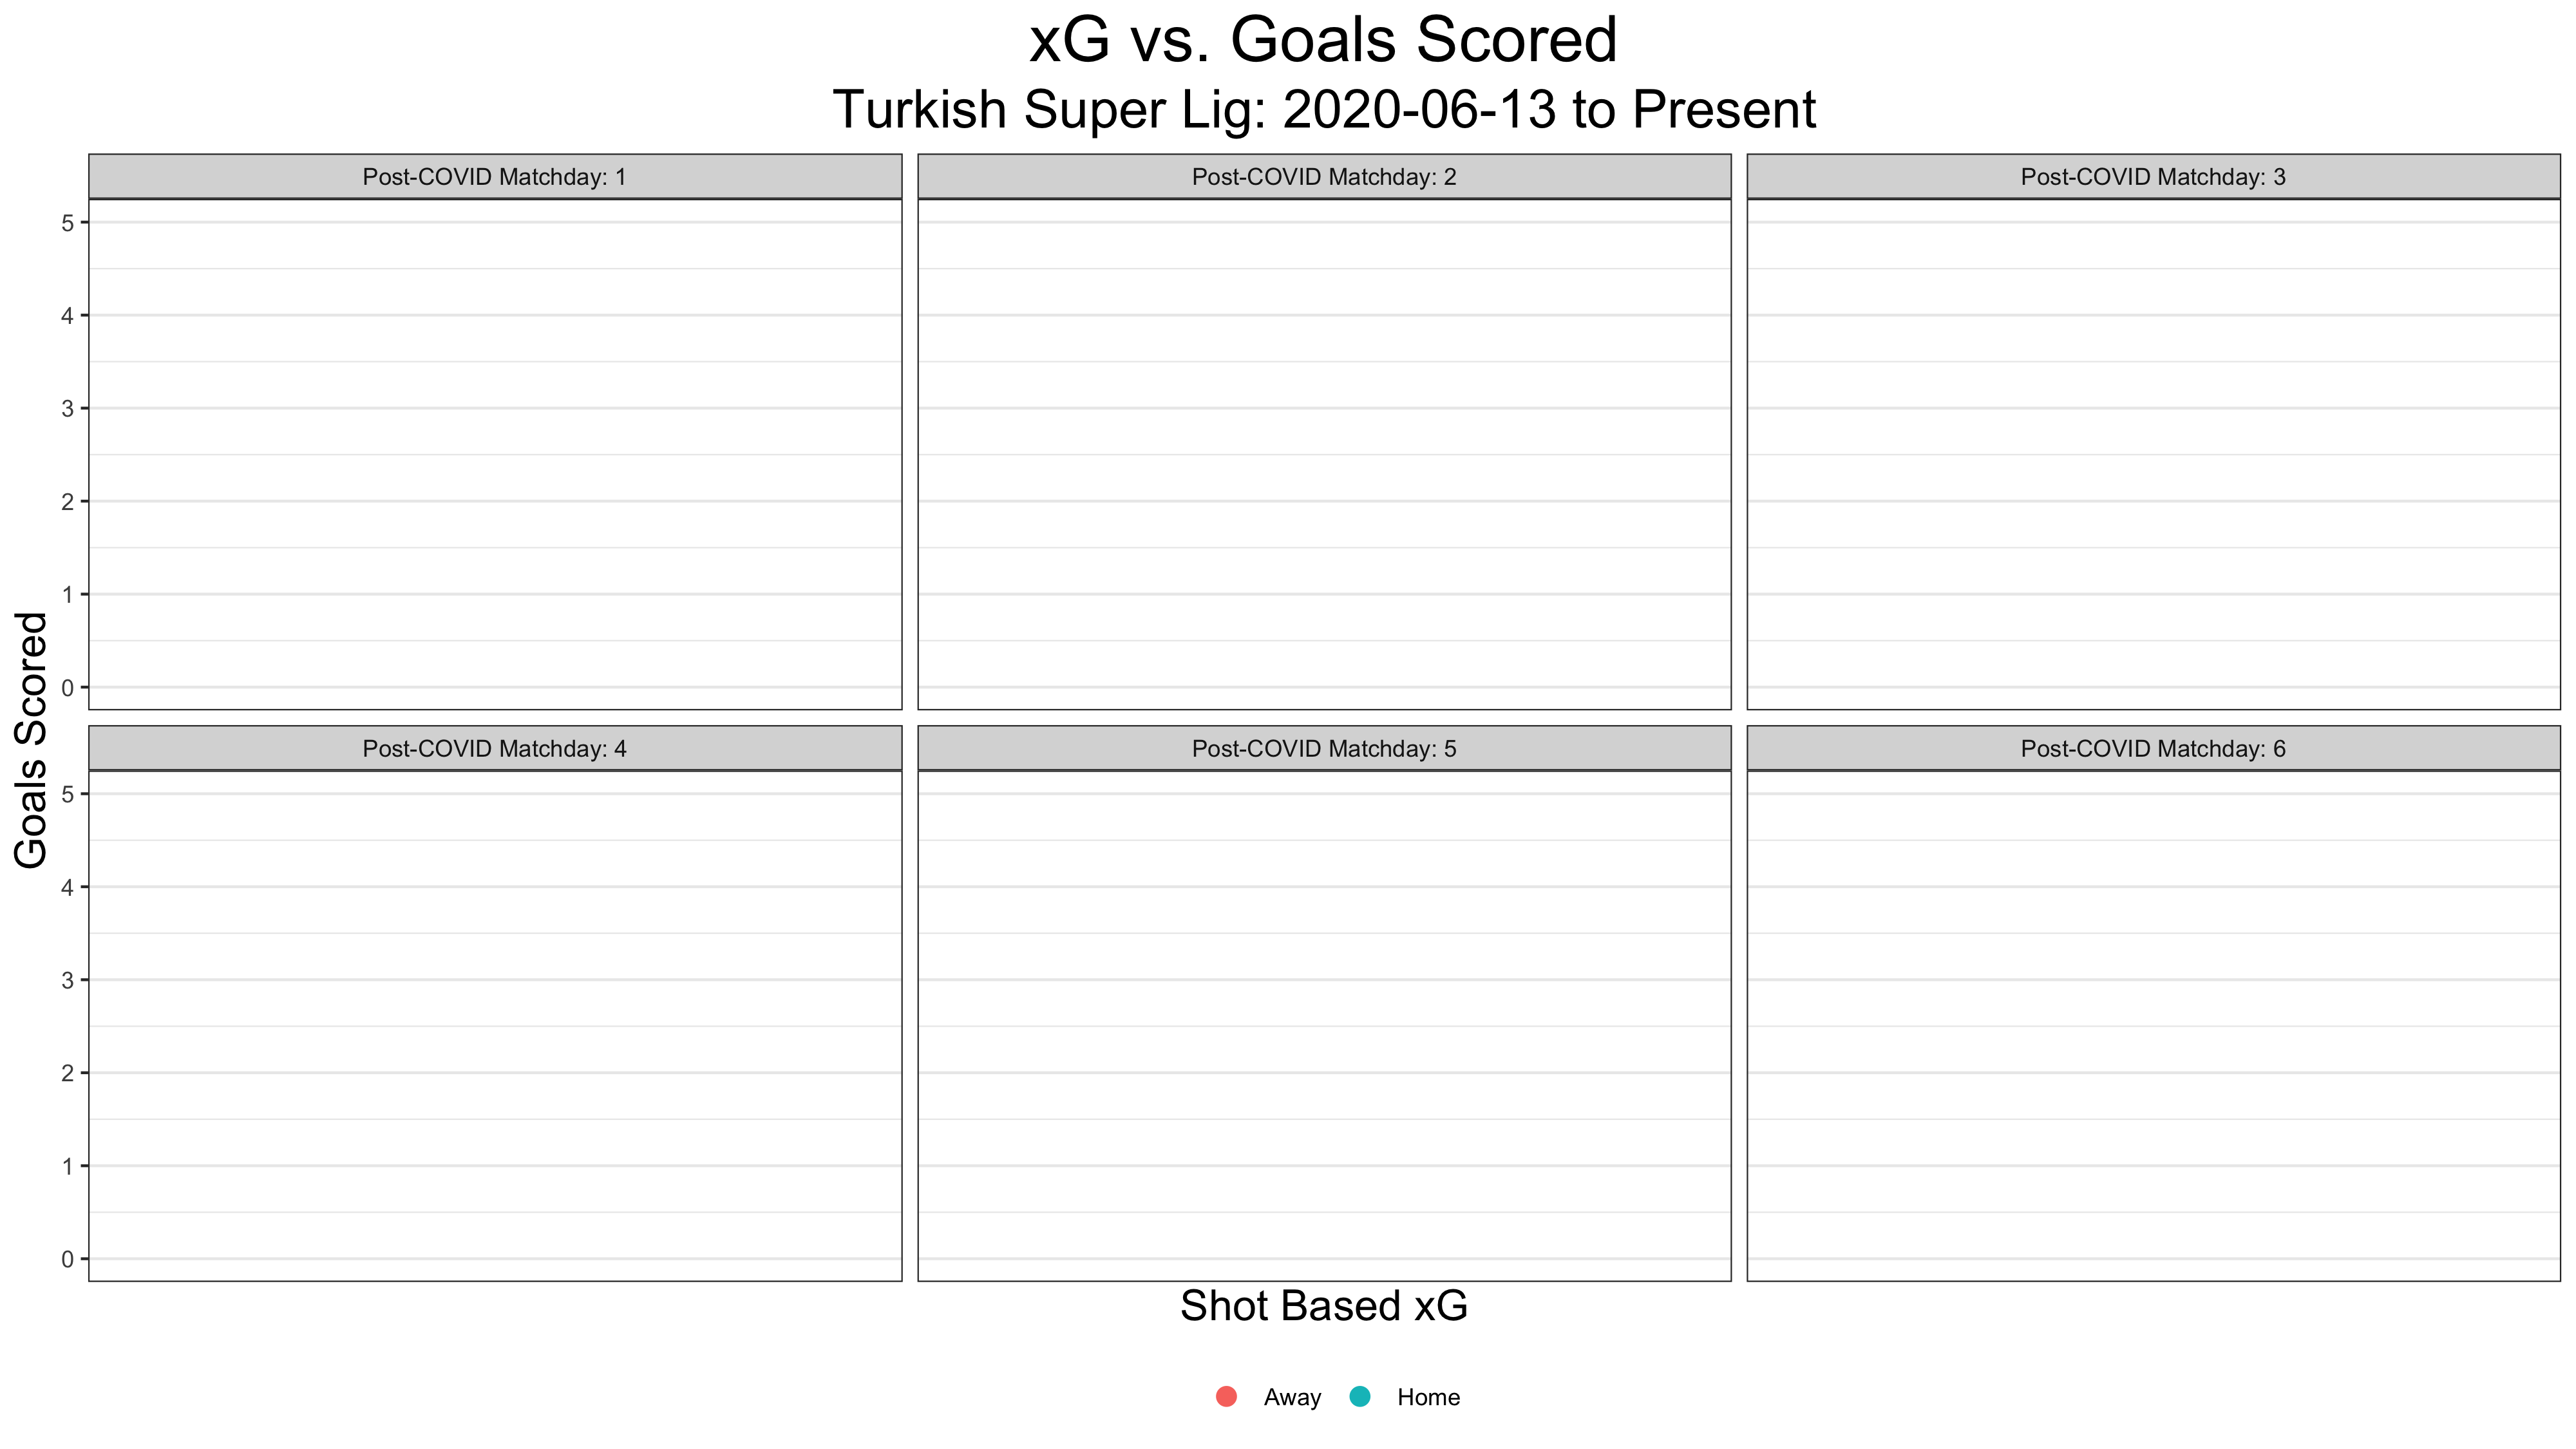 xG vs. Goals Scored
Turkish Super Lig: 2020-06-13 to Present
Post-COVID Matchday: 1
Post-COVID Matchday: 2
Post-COVID Matchday: 3
5
4
3
2
1
0
Goals Scored
Post-COVID Matchday: 4
Post-COVID Matchday: 5
Post-COVID Matchday: 6
5
4
3
2
1
0
Shot Based xG
Away
Home